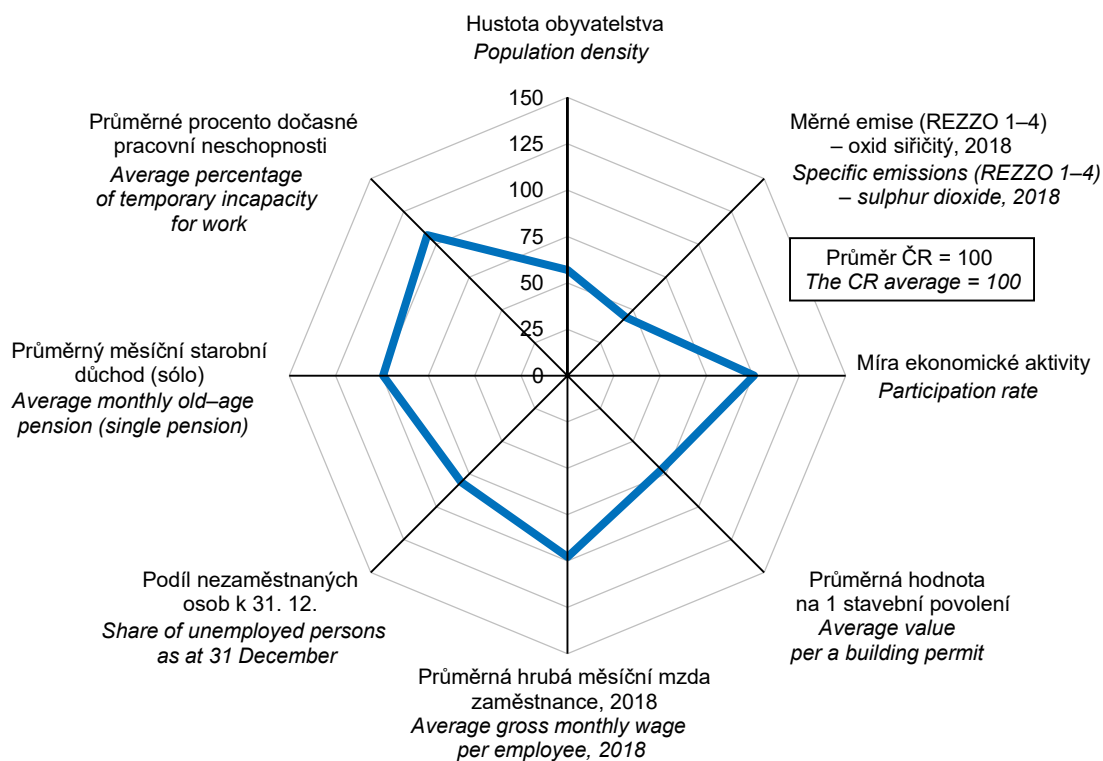 Hustota obyvatelstva
Population density
150
125
100
75
50
25
0
Měrné emise (REZZO 1–4)
– oxid siřičitý, 2018
Specific emissions (REZZO 1–4)
– sulphur dioxide, 2018
Průměr ČR = 100
The CR average = 100
Míra ekonomické aktivity
Participation rate
Průměrná hodnota
na 1 stavební povolení
Average value
per a building permit
Průměrná hrubá měsíční mzda
zaměstnance, 2018
Average gross monthly wage
per employee, 2018
Podíl nezaměstnaných
osob k 31. 12.
Share of unemployed persons
as at 31 December
Průměrný měsíční starobní
důchod (sólo)
Average monthly old–age
pension (single pension)
Průměrné procento dočasné
pracovní neschopnosti
Average percentage
of temporary incapacity
for work